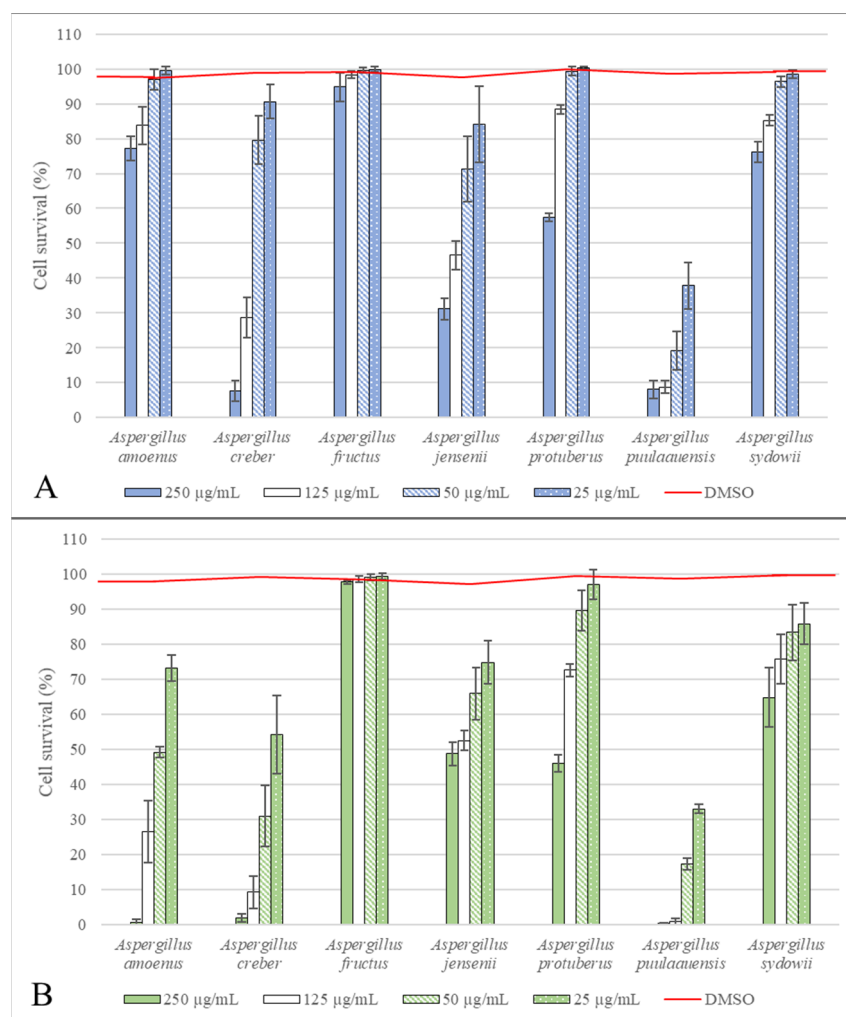 110
100
90
80
70
60
50
40
30
20
10
0
Cell survival (%)
Aspergillus amoenus
Aspergillus creber
Aspergillus fructus
Aspergillus jensenii
Aspergillus protuberus
Aspergillus puulaauensis
Aspergillus sydowii
A
250 µg/mL 125 µg/mL 50 µg/mL 25 µg/mL DMSO
110
100
90
80
70
60
50
40
30
20
10
0
Cell survival (%)
Aspergillus amoenus
Aspergillus creber
Aspergillus fructus
Aspergillus jensenii
Aspergillus protuberus
Aspergillus puulaauensis
Aspergillus sydowii
B
250 µg/mL 125 µg/mL 50 µg/mL 25 µg/mL DMSO